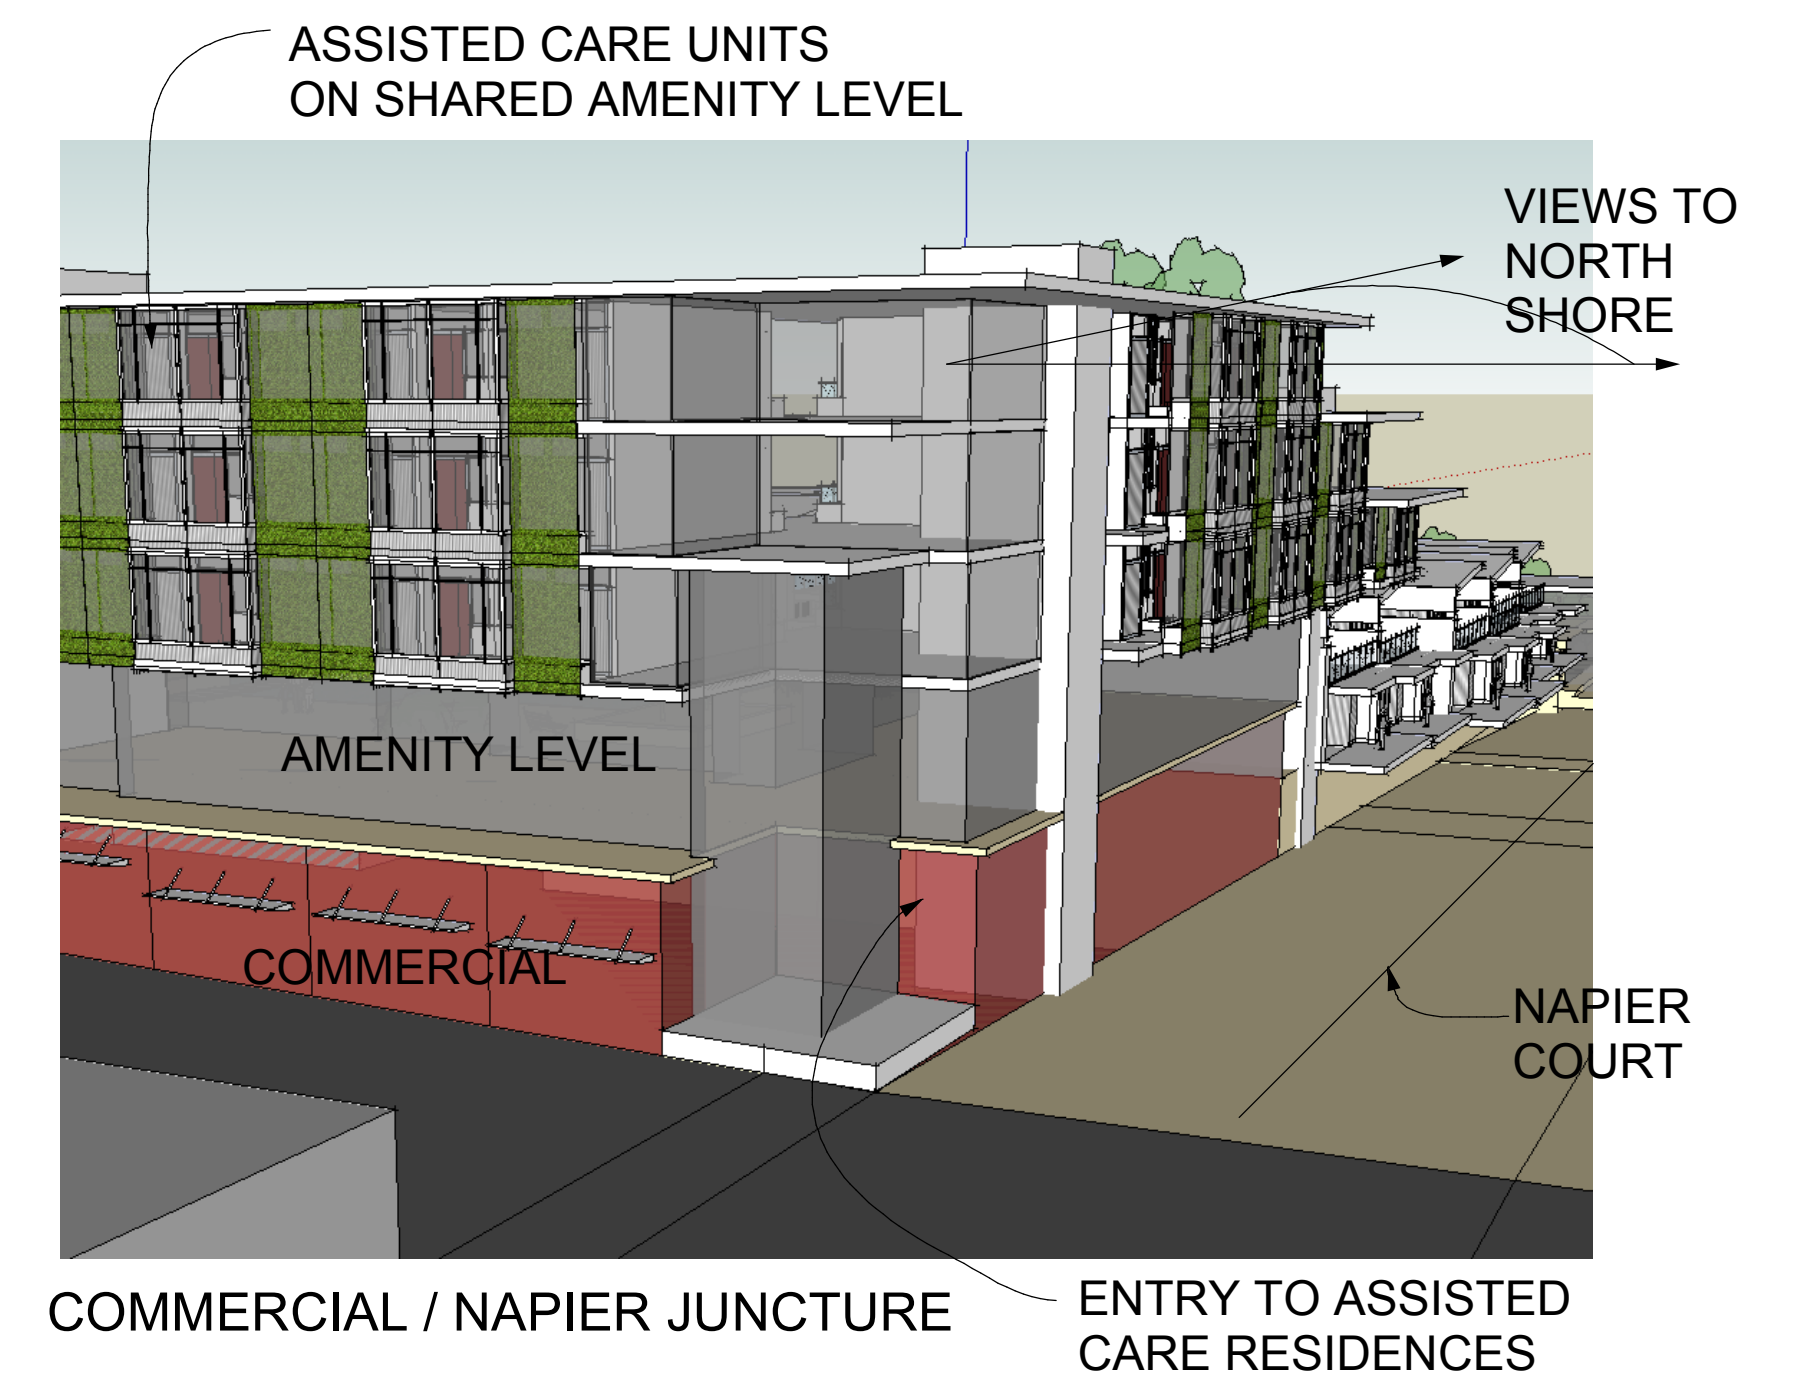 ASSISTED CARE UNITS
ON SHARED AMENITY LEVEL
VIEWS TO
NORTH
SHORE
AMENITY LEVEL
COMMERCIAL
NAPIER
COURT
COMMERCIAL / NAPIER JUNCTURE
ENTRY TO ASSISTED
CARE RESIDENCES